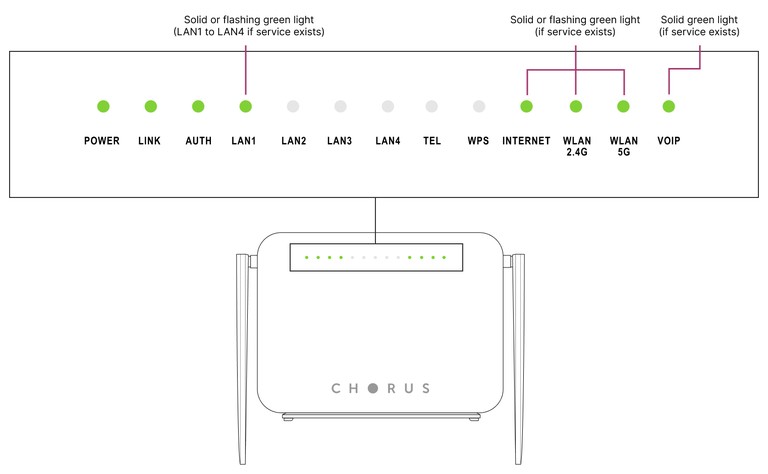 Solid or flashing green light
(LAN1 to LAN4 if service exists)
Solid or flashing green light
(if service exists)
Solid green light
(if service exists)
POWER LINK AUTH LAN1 LAN2 LAN3 LAN4 TEL WPS INTERNET WLAN 2.4G WLAN 5G VOIP
CHORUS